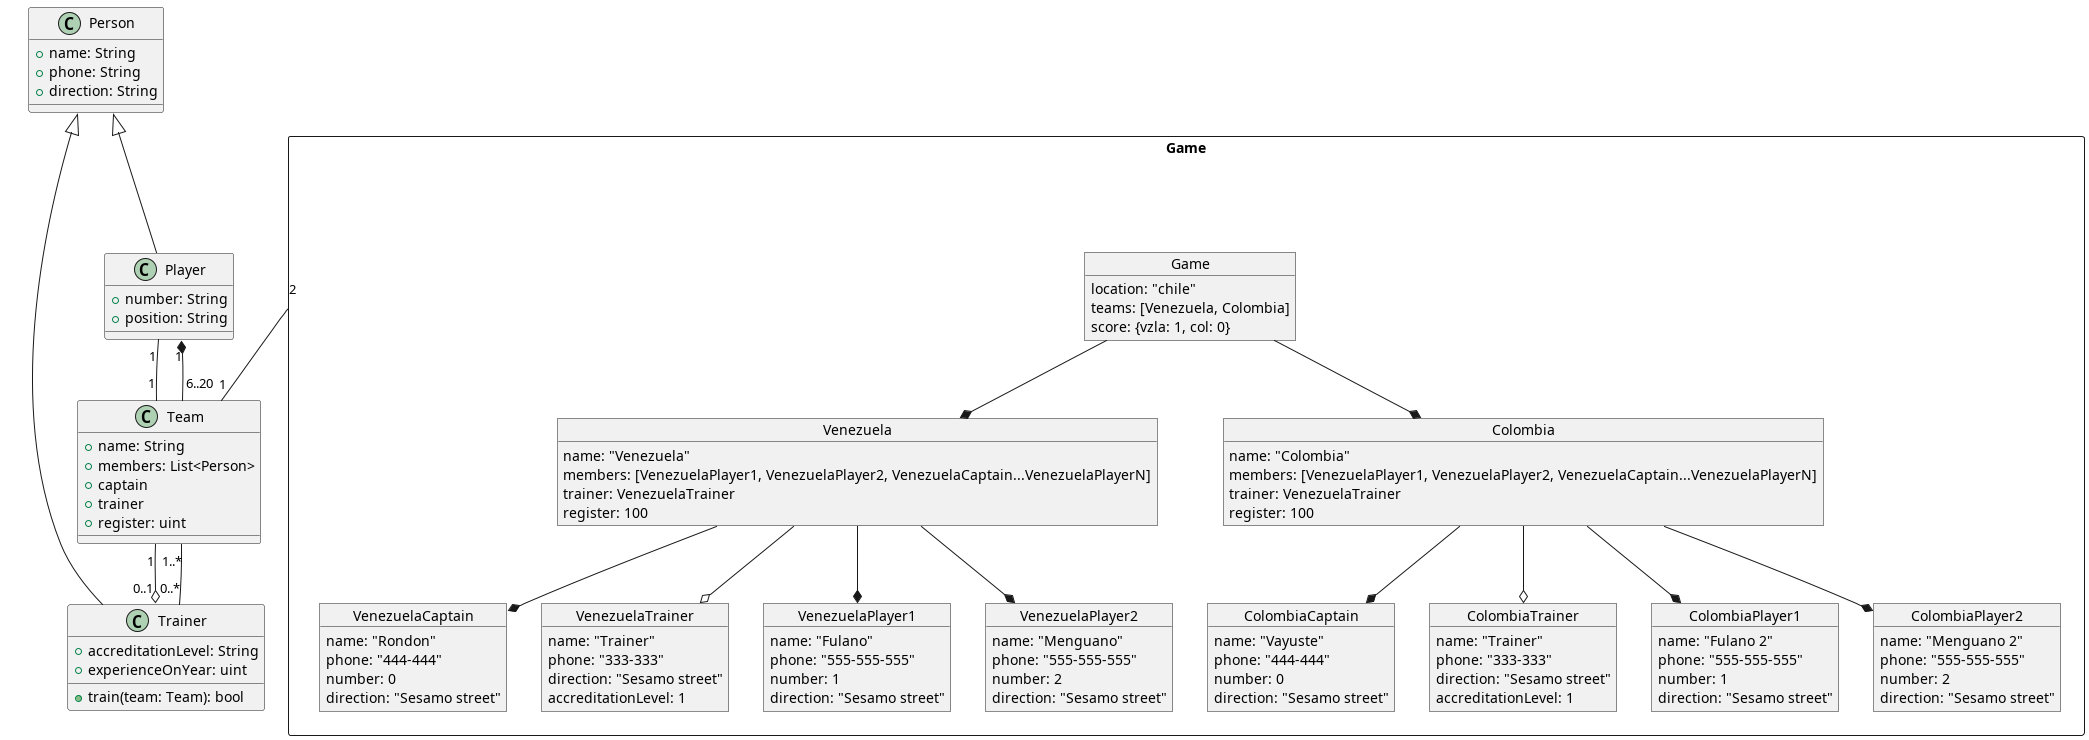 C Person
name: String
phone: String
direction: String
Game
C Player
number: String
position: String
1
1
1
6..20
2
1
C Team
name: String
members: List<Person>
captain
trainer
register: uint
1
1..*
0..1
0..*
C Trainer
accreditationLevel: String
experienceOnYear: uint
train(team: Team): bool
Game
location: "chile"
teams: [Venezuela, Colombia]
score: {vzla: 1, col: 0}
Venezuela
name: "Venezuela"
members: [VenezuelaPlayer1, VenezuelaPlayer2, VenezuelaCaptain...VenezuelaPlayerN]
trainer: VenezuelaTrainer
register: 100
Colombia
name: "Colombia"
members: [VenezuelaPlayer1, VenezuelaPlayer2, VenezuelaCaptain...VenezuelaPlayerN]
trainer: VenezuelaTrainer
register: 100
VenezuelaCaptain
name: "Rondon"
phone: "444-444"
number: 0
direction: "Sesamo street"
VenezuelaTrainer
name: "Trainer"
phone: "333-333"
direction: "Sesamo street"
accreditationLevel: 1
VenezuelaPlayer1
name: "Fulano"
phone: "555-555-555"
number: 1
direction: "Sesamo street"
VenezuelaPlayer2
name: "Menguano"
phone: "555-555-555"
number: 2
direction: "Sesamo street"
ColombiaCaptain
name: "Vayuste"
phone: "444-444"
number: 0
direction: "Sesamo street"
ColombiaTrainer
name: "Trainer"
phone: "333-333"
direction: "Sesamo street"
accreditationLevel: 1
ColombiaPlayer1
name: "Fulano 2"
phone: "555-555-555"
number: 1
direction: "Sesamo street"
ColombiaPlayer2
name: "Menguano 2"
phone: "555-555-555"
number: 2
direction: "Sesamo street"